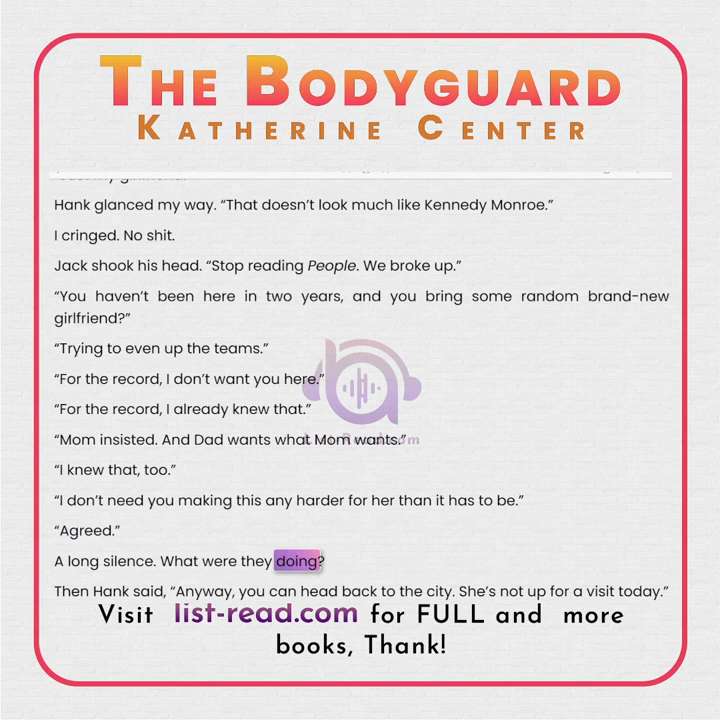 The Bodyguard
Katherine Center
Hank glanced my way. “That doesn’t look much like Kennedy Monroe.”
I cringed. No shit.
Jack shook his head. “Stop reading People. We broke up.”
“You haven’t been here in two years, and you bring some random brand-new
girlfriend?”
“Trying to even up the teams.”
“For the record, I don’t want you here.”
“For the record, I already knew that.”
“Mom insisted. And Dad wants what Mom wants.”
“I knew that, too.”
“I don’t need you making this any harder for her than it has to be.”
“Agreed.”
A long silence. What were they doing?
Then Hank said, “Anyway, you can head back to the city. She’s not up for a visit today.”
Visit list-read.com for FULL and more
books, Thank!